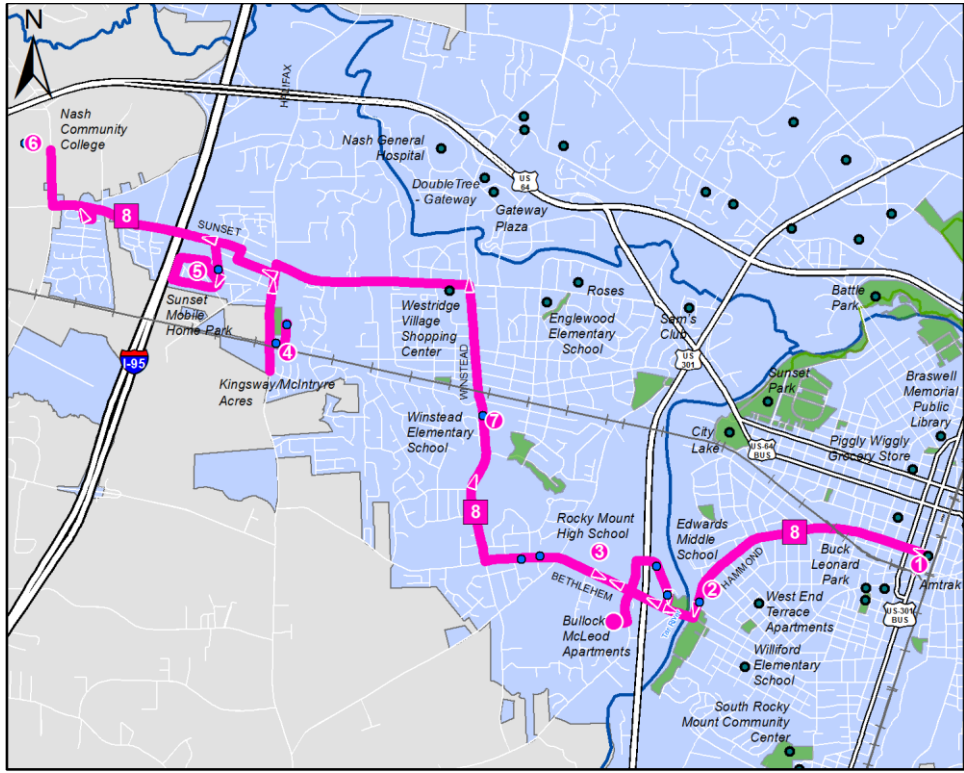 N
HALIFAX
Nash
Community
College
6
Nash General
Hospital
DoubleTree
- Gateway
US
64
Gateway
Plaza
8
SUNSET
5
Sunset
Mobile
Home Park
Westridge
Village
Shopping
Center
Roses
Englewood
Elementary
School
Sam's
Club
Battle
Park
I-95
4
Kingsway/McIntryre
Acres
WINSTEAD
US
301
Sunset
Park
Braswell
Memorial
Public
Library
Winstead
Elementary
School
7
City
Lake
US-64
BUS
Piggly Wiggly
Grocery Store
8
Rocky Mount
High School
3
Edwards
Middle
School
8
HAMMOND
Buck
Leonard
Park
1
Amtrak
BETHLEHEM
2
Bullock
McLeod
Apartments
West End
Terrace
Apartments
US-301
BUS
Williford
Elementary
School
South Rocky
Mount Community
Center